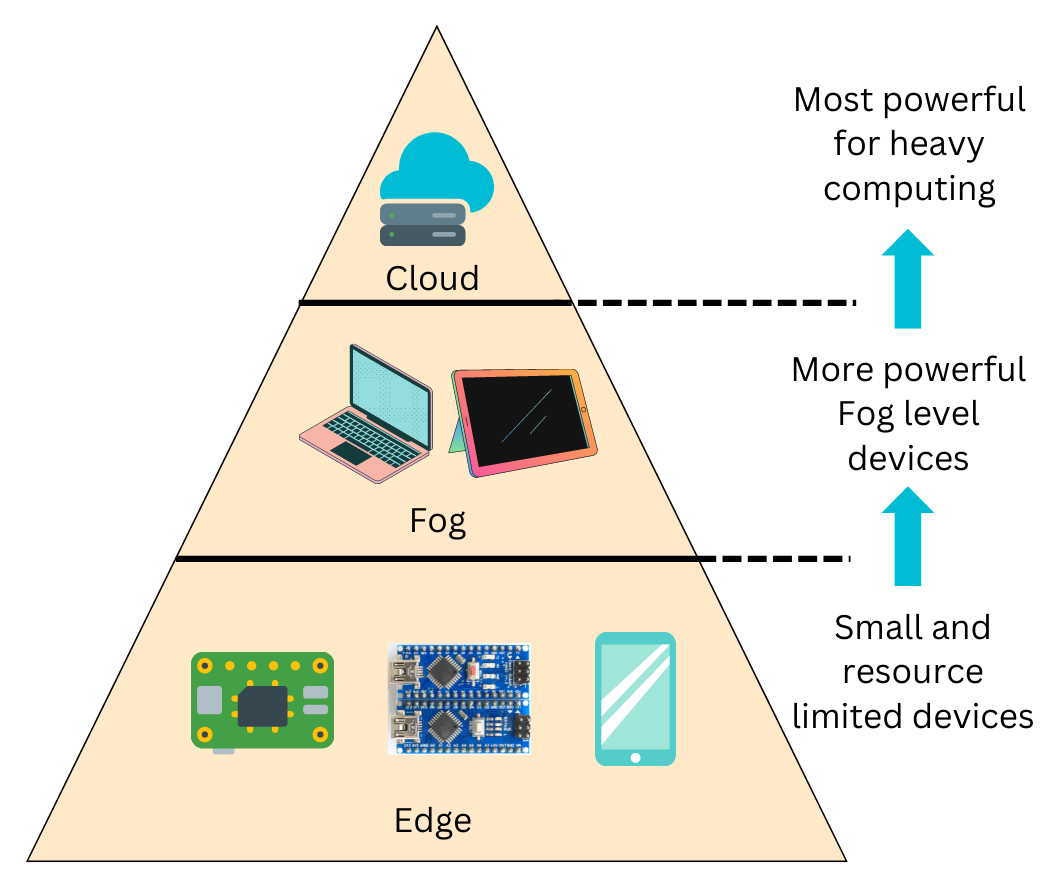 Most powerful
for heavy
computing
Cloud
More powerful
Fog level
devices
Fog
Small and
resource
limited devices
Edge